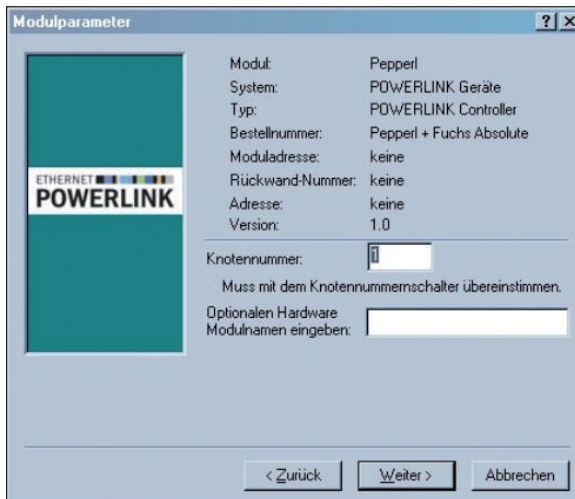 Modulparameter
ETHERNET
POWERLINK
Modul: Pepperl
System: POWERLINK Geräte
Typ: POWERLINK Controller
Bestellnummer: Pepperl + Fuchs Absolute
Moduladresse: keine
Rückwand-Nummer: keine
Adresse: keine
Version: 1.0
Knotennummer: 1
Muss mit dem Knotennummernschalter übereinstimmen.
Optionalen Hardware
Modulnamen eingeben:
< Zurück Weiter > Abbrechen